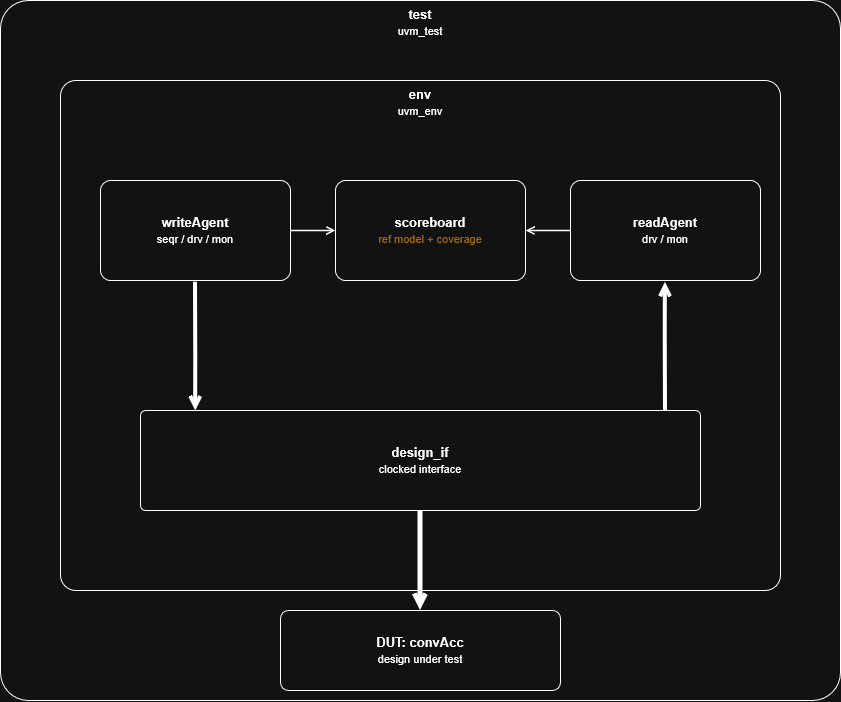 test
uvm_test
env
uvm_env
writeAgent
seqr / drv / mon
scoreboard
ref model + coverage
readAgent
drv / mon
design_if
clocked interface
DUT: convAcc
design under test